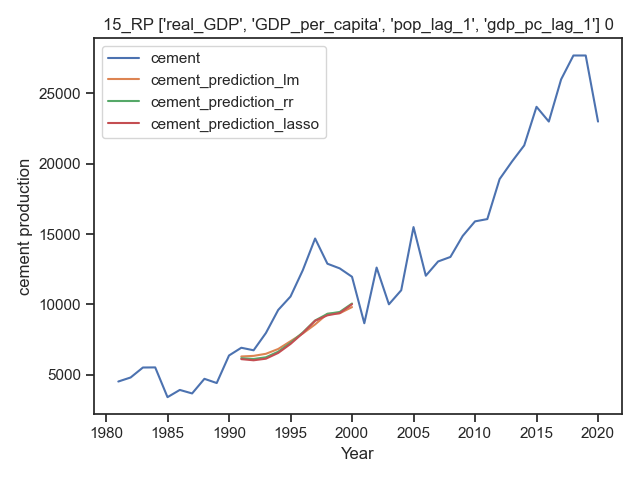 15_RP ['real_GDP', 'GDP_per_capita', 'pop_lag_1', 'gdp_pc_lag_1'] 0
cement
cement_prediction_lm
cement_prediction_rr
cement_prediction_lasso
25000
20000
15000
10000
5000
cement production
1980 1985 1990 1995 2000 2005 2010 2015 2020
Year